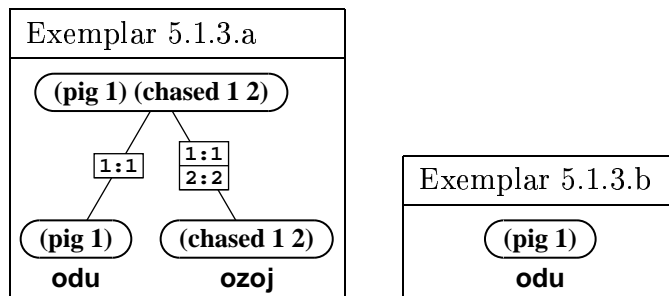 Exemplar 5.1.3.a
(pig 1) (chased 1 2)
1:1
1:1
2:2
(pig 1)
(chased 1 2)
odu
ozoj
Exemplar 5.1.3.b
(pig 1)
odu